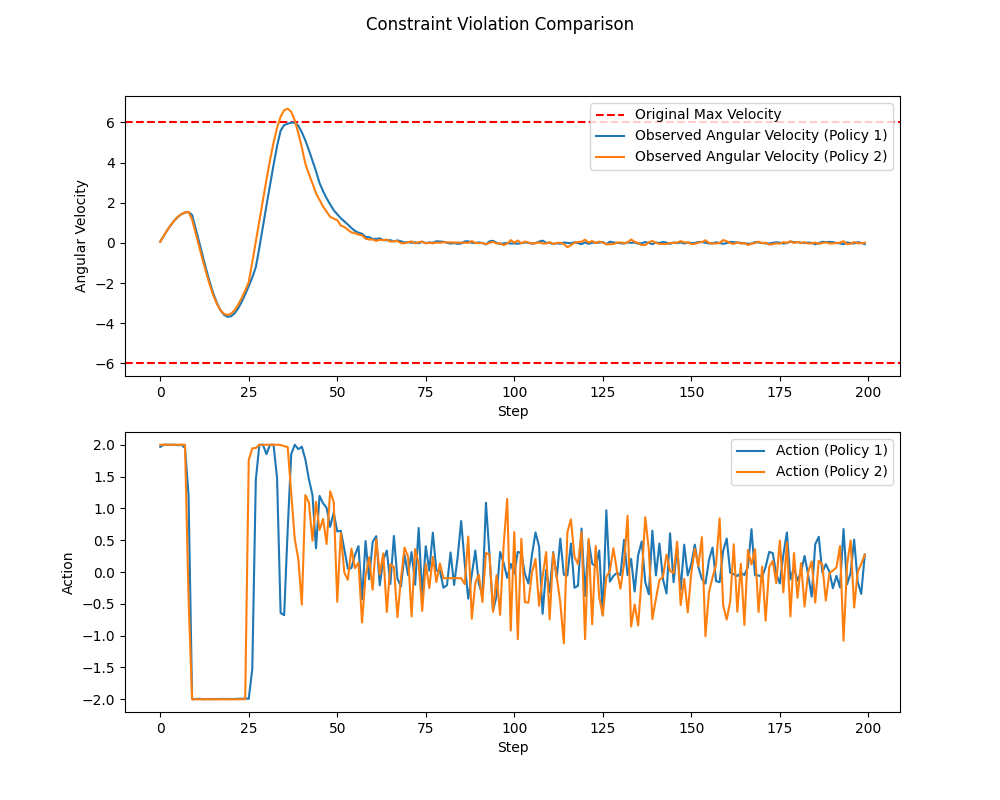 Constraint Violation Comparison
Original Max Velocity
Observed Angular Velocity (Policy 1)
Observed Angular Velocity (Policy 2)
Angular Velocity
6
4
2
0
−2
−4
−6
0 25 50 75 100 125 150 175 200
Step
Action (Policy 1)
Action (Policy 2)
Action
2.0
1.5
1.0
0.5
0.0
−0.5
−1.0
−1.5
−2.0
0 25 50 75 100 125 150 175 200
Step